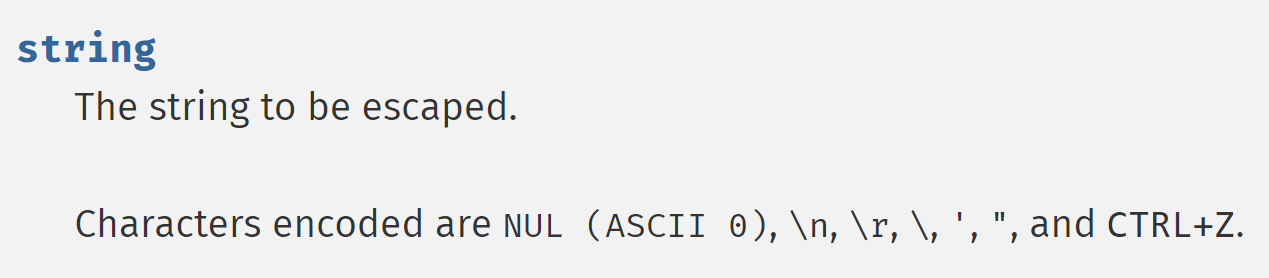 string
The string to be escaped.
Characters encoded are NUL (ASCII 0), \n, \r, \, ', ", and CTRL+Z.